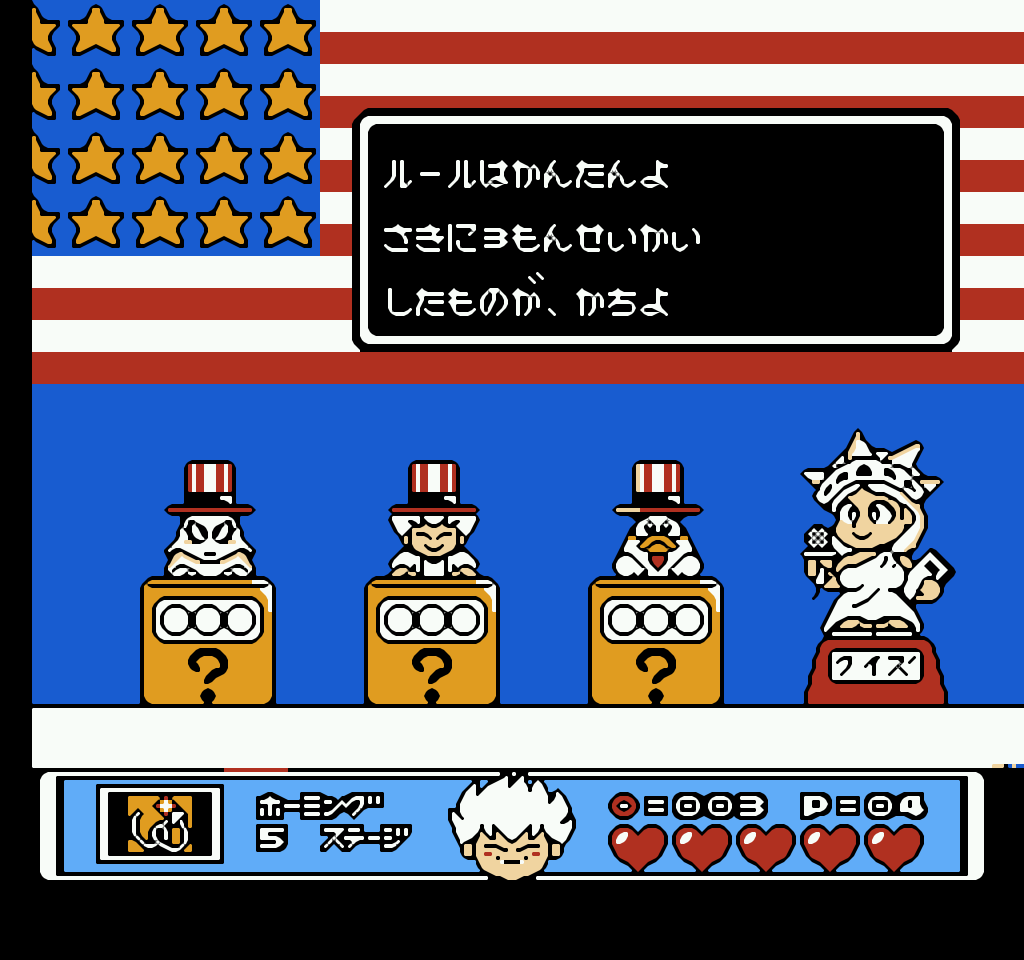 ルールはかんたんよ
さきに3もんせいかい
したものが、かちよ
?
?
?
クイズ
ホーミング
5 ステージ
O=003 P=04